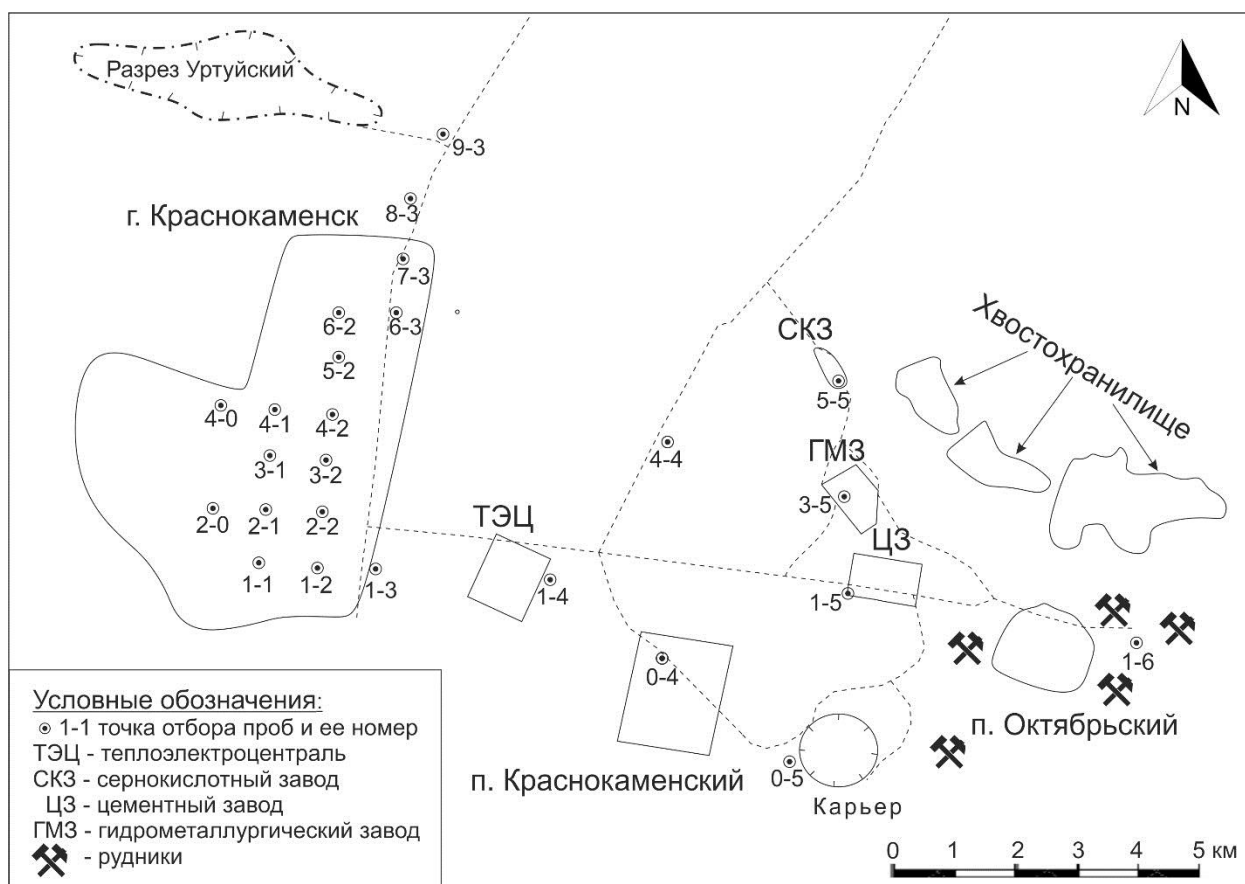 Разрез Уртуйский
N
9-3
8-3
г. Краснокаменск
7-3
6-2
6-3
СКЗ
Хвостохранилище
5-2
5-5
4-0
4-1
4-2
4-4
ГМЗ
3-1
3-2
3-5
2-0
2-1
2-2
ТЭЦ
ЦЗ
1-1
1-2
1-3
1-4
1-5
1-6
0-4
п. Октябрьский
п. Краснокаменский
0-5
Карьер
Условные обозначения:
1-1 точка отбора проб и ее номер
ТЭЦ - теплоэлектроцентраль
СКЗ - сернокислотный завод
ЦЗ - цементный завод
ГМЗ - гидрометаллургический завод
- рудники
0 1 2 3 4 5 км